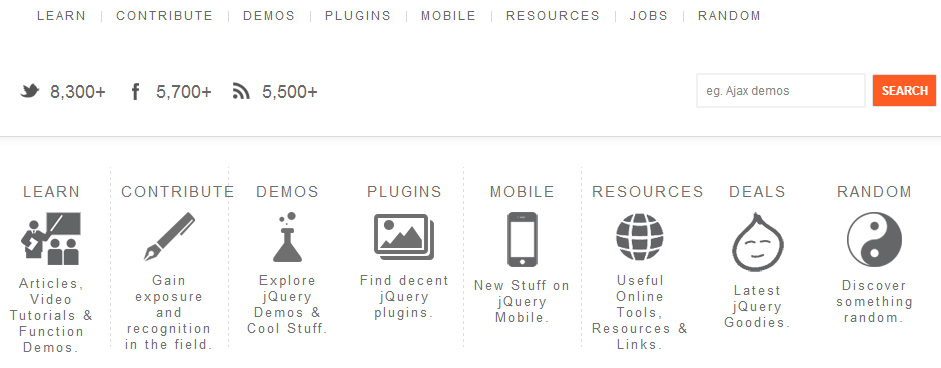 LEARN CONTRIBUTE DEMOS PLUGINS MOBILE RESOURCES JOBS RANDOM
8,300+ 5,700+ 5,500+ eg. Ajax demos SEARCH
LEARN CONTRIBUTE DEMOS PLUGINS MOBILE RESOURCES DEALS RANDOM
Articles,
Video
Tutorials &
Function
Demos.
Gain
exposure
and
recognition
in the field.
Explore
jQuery
Demos &
Cool Stuff.
Find decent
jQuery
plugins.
New Stuff on
jQuery
Mobile.
Useful
Online
Tools,
Resources &
Links.
Latest
jQuery
Goodies.
Discover
something
random.